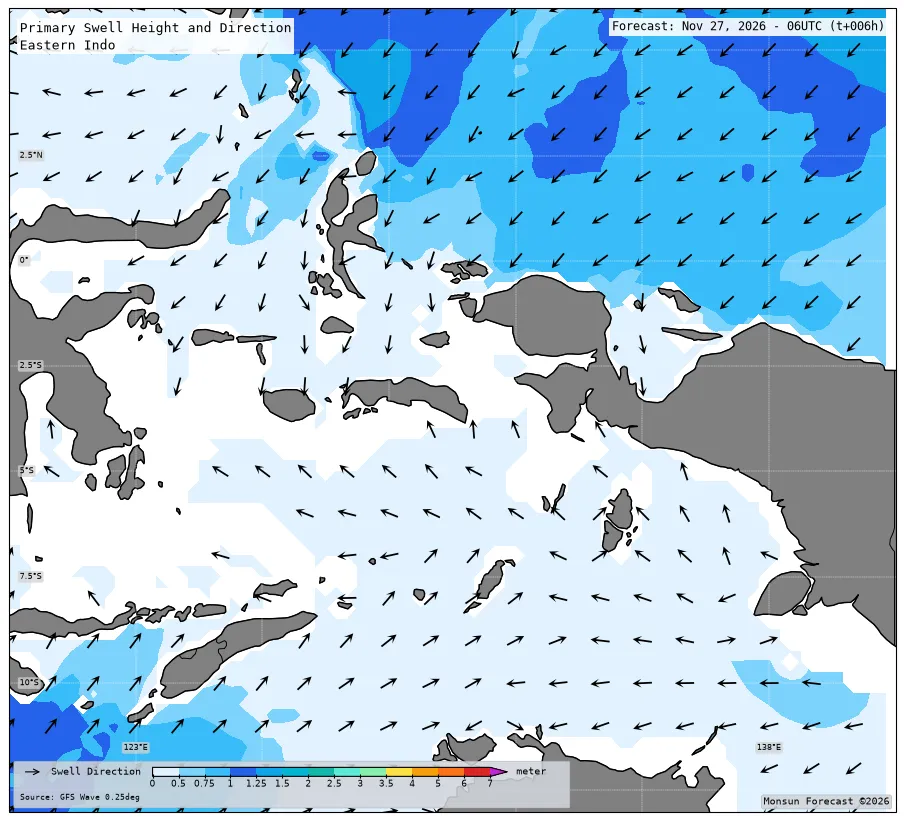 Primary Swell Height and Direction
Eastern Indo
Forecast: Nov 27, 2026 - 06UTC (t+006h)
2.5°N
0°
2.5°S
5°S
7.5°S
10°S
123°E
138°E
Swell Direction
meter
0 0.5 0.75 1 1.25 1.5 2 2.5 3 3.5 4 5 6 7
Source: GFS Wave 0.25deg
Monsun Forecast ©2026